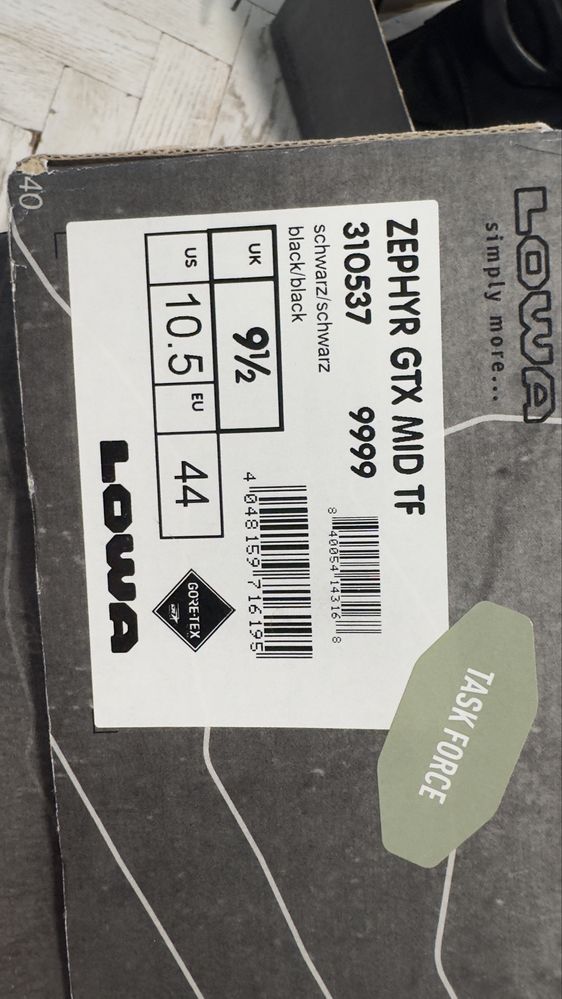 LOWA
simply more...
ZEPHYR GTX MID TF
310537 9999
schwarz/schwarz
black/black
8 40054 14316 8
UK 9½
US 10.5 EU 44
4 048159 716195
GORE-TEX
LOWA
TASK FORCE
40